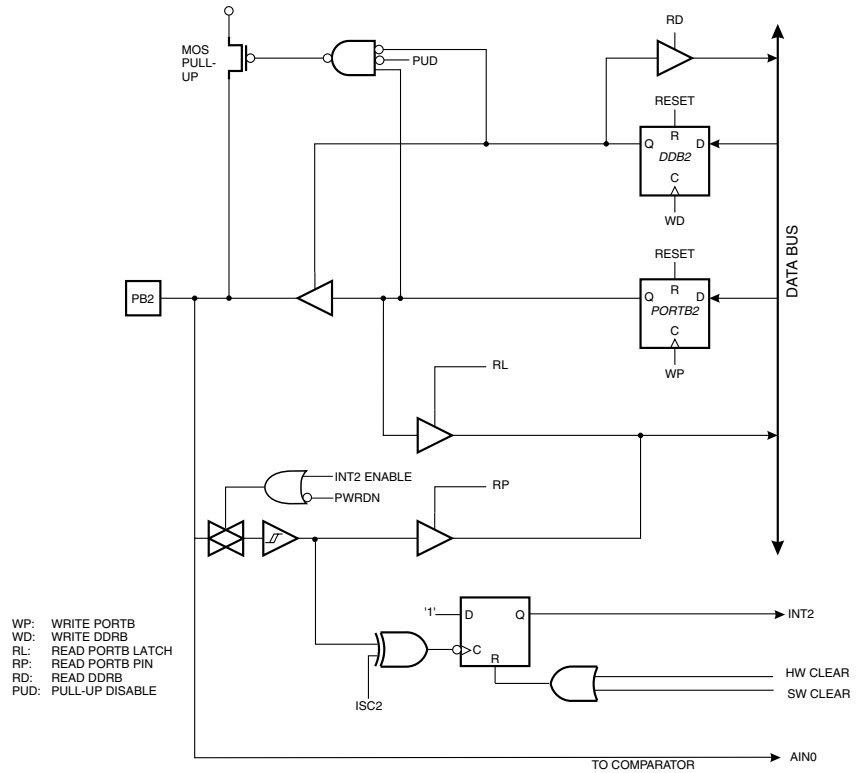 RD
MOS
PULL-
UP
PUD
RESET
R
Q
D
DDB2
C
WD
DATA BUS
RESET
PB2
R
Q
D
PORTB2
C
WP
RL
INT2 ENABLE
PWRDN
RP
'1'
D
Q
INT2
C
R
ISC2
HW CLEAR
SW CLEAR
WP: WRITE PORTB
WD: WRITE DDRB
RL: READ PORTB LATCH
RP: READ PORTB PIN
RD: READ DDRB
PUD: PULL-UP DISABLE
TO COMPARATOR
AIN0